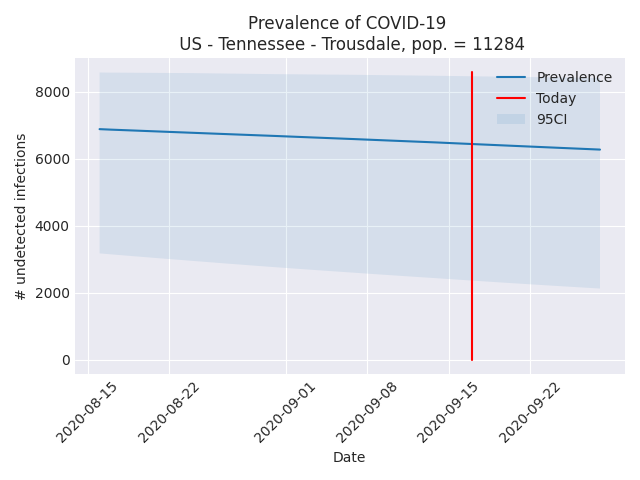 Prevalence of COVID-19
US - Tennessee - Trousdale, pop. = 11284
Prevalence
Today
95CI
# undetected infections
8000
6000
4000
2000
0
2020-08-15
2020-08-22
2020-09-01
2020-09-08
2020-09-15
2020-09-22
Date